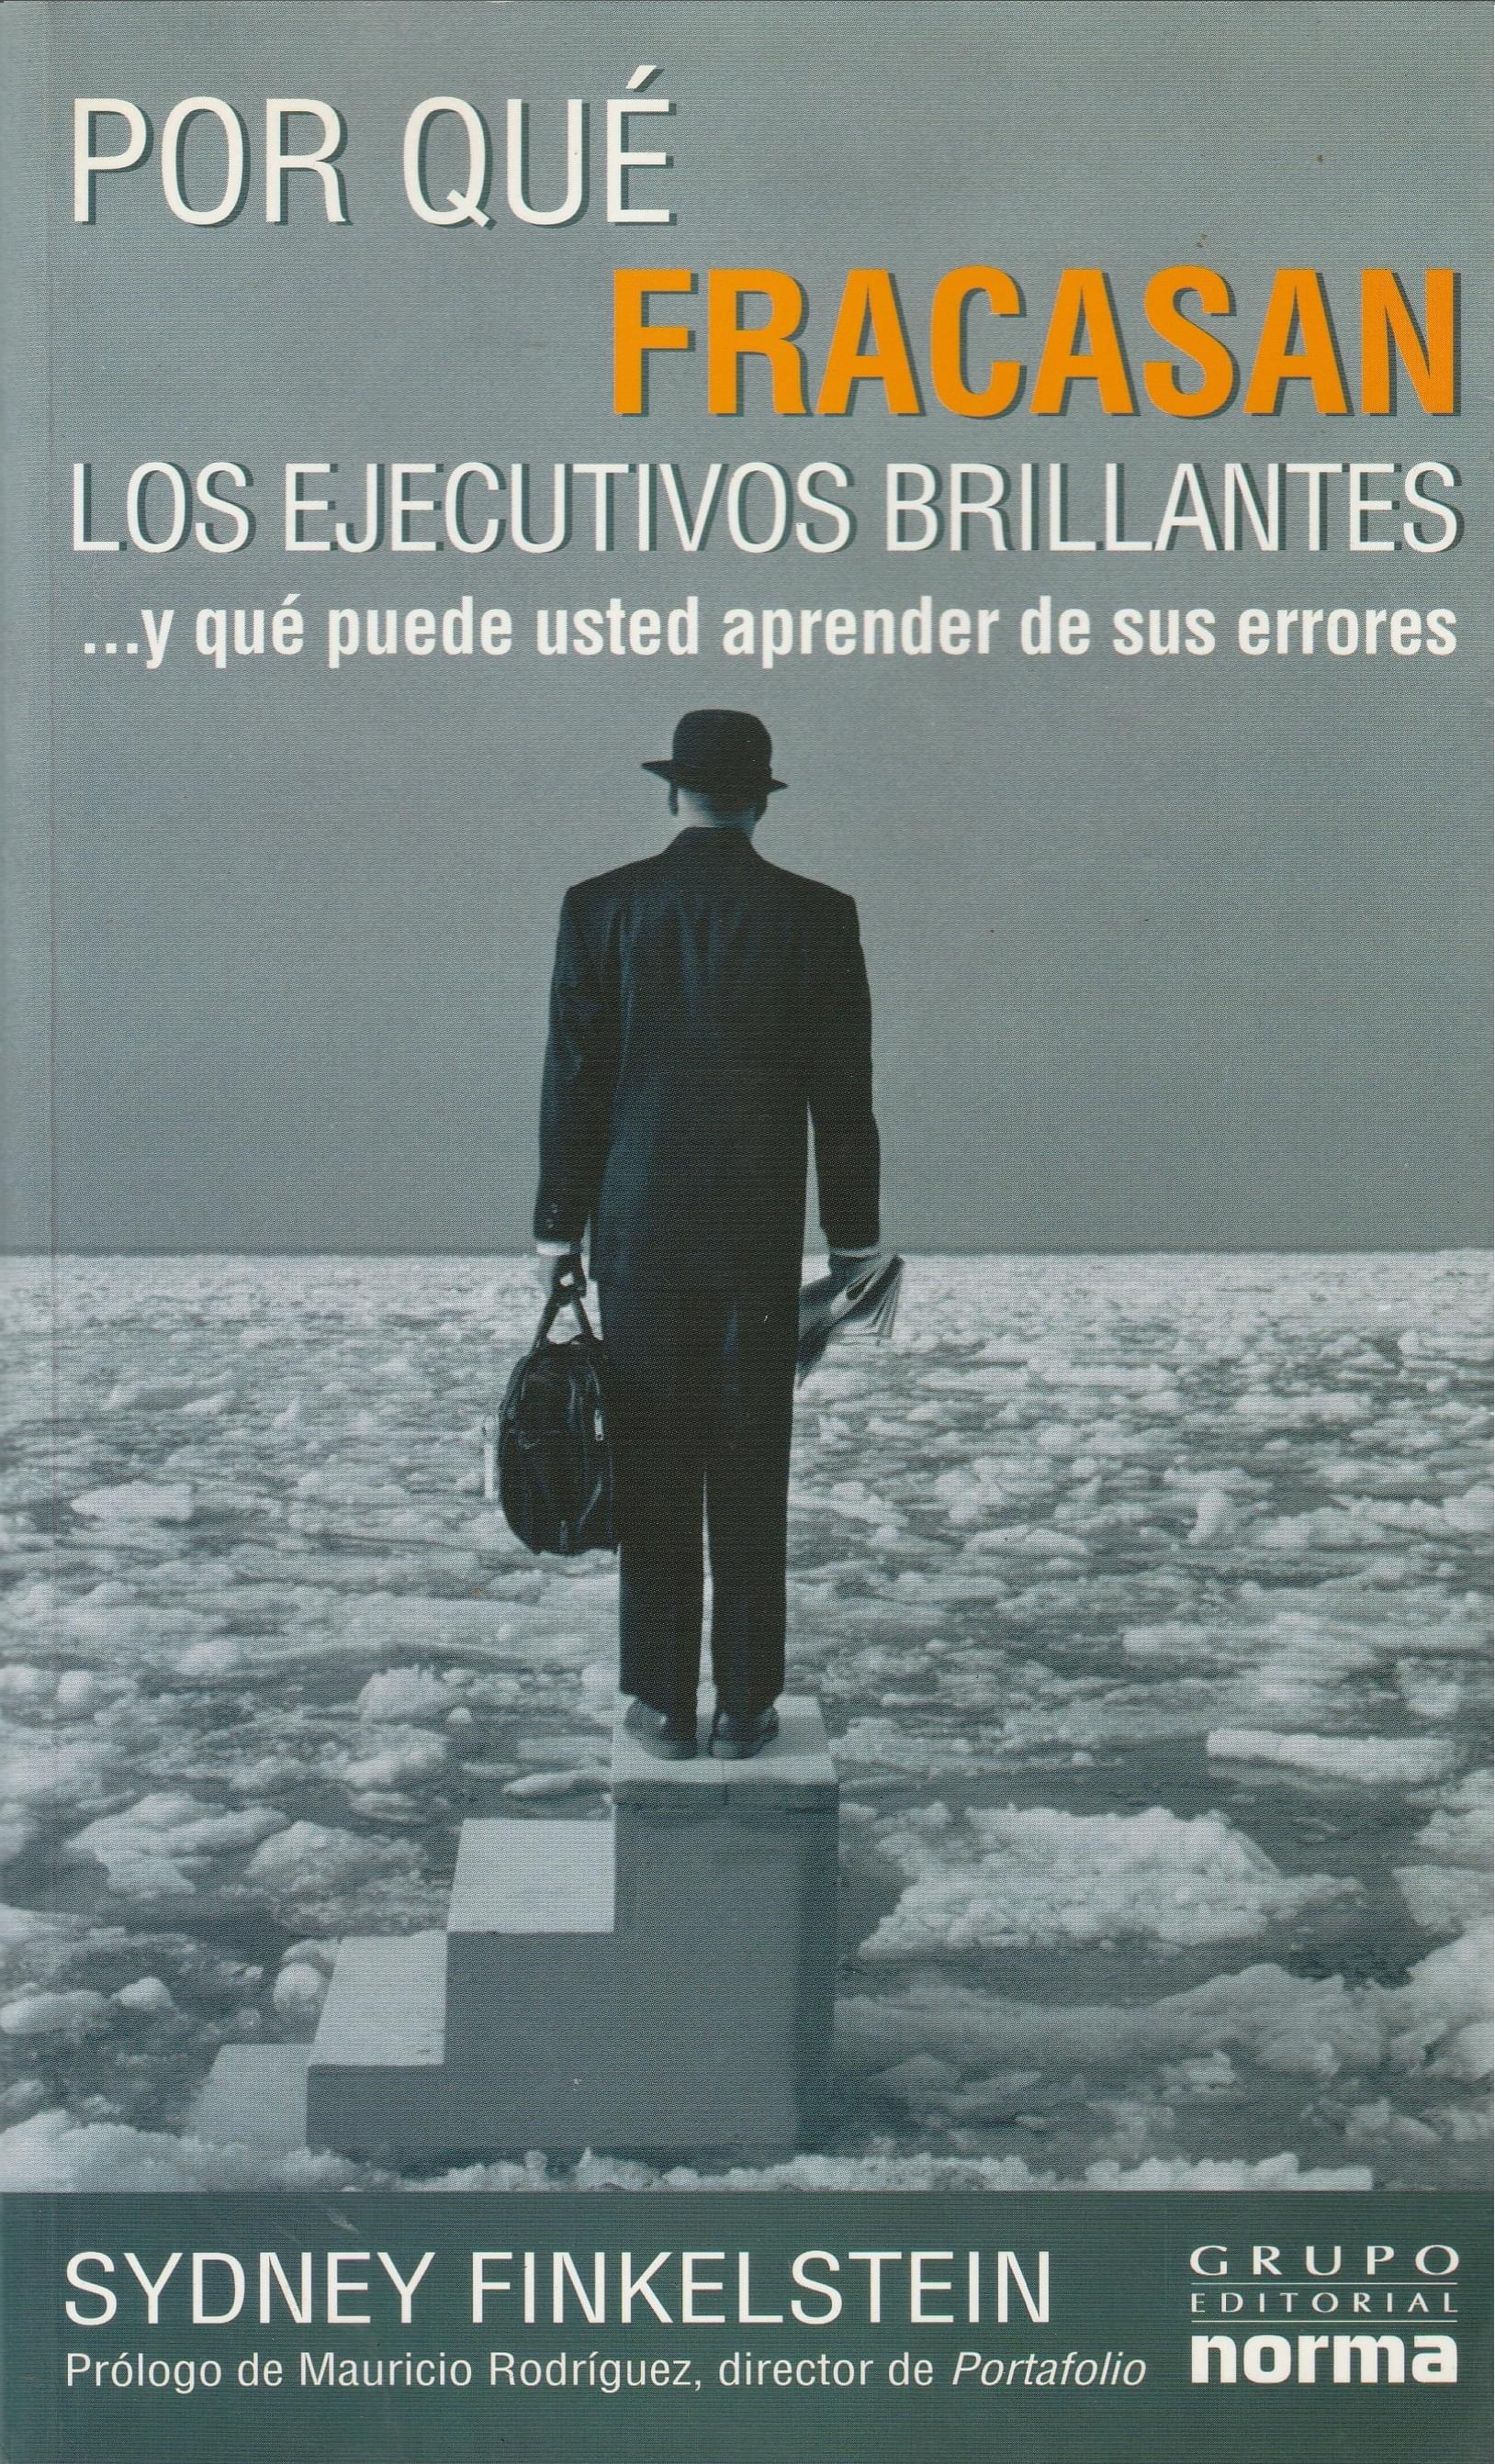 POR QUÉ
FRACASAN
LOS EJECUTIVOS BRILLANTES
...y qué puede usted aprender de sus errores
SYDNEY FINKELSTEIN
Prólogo de Mauricio Rodríguez, director de Portafolio
GRUPO
EDITORIAL
norma